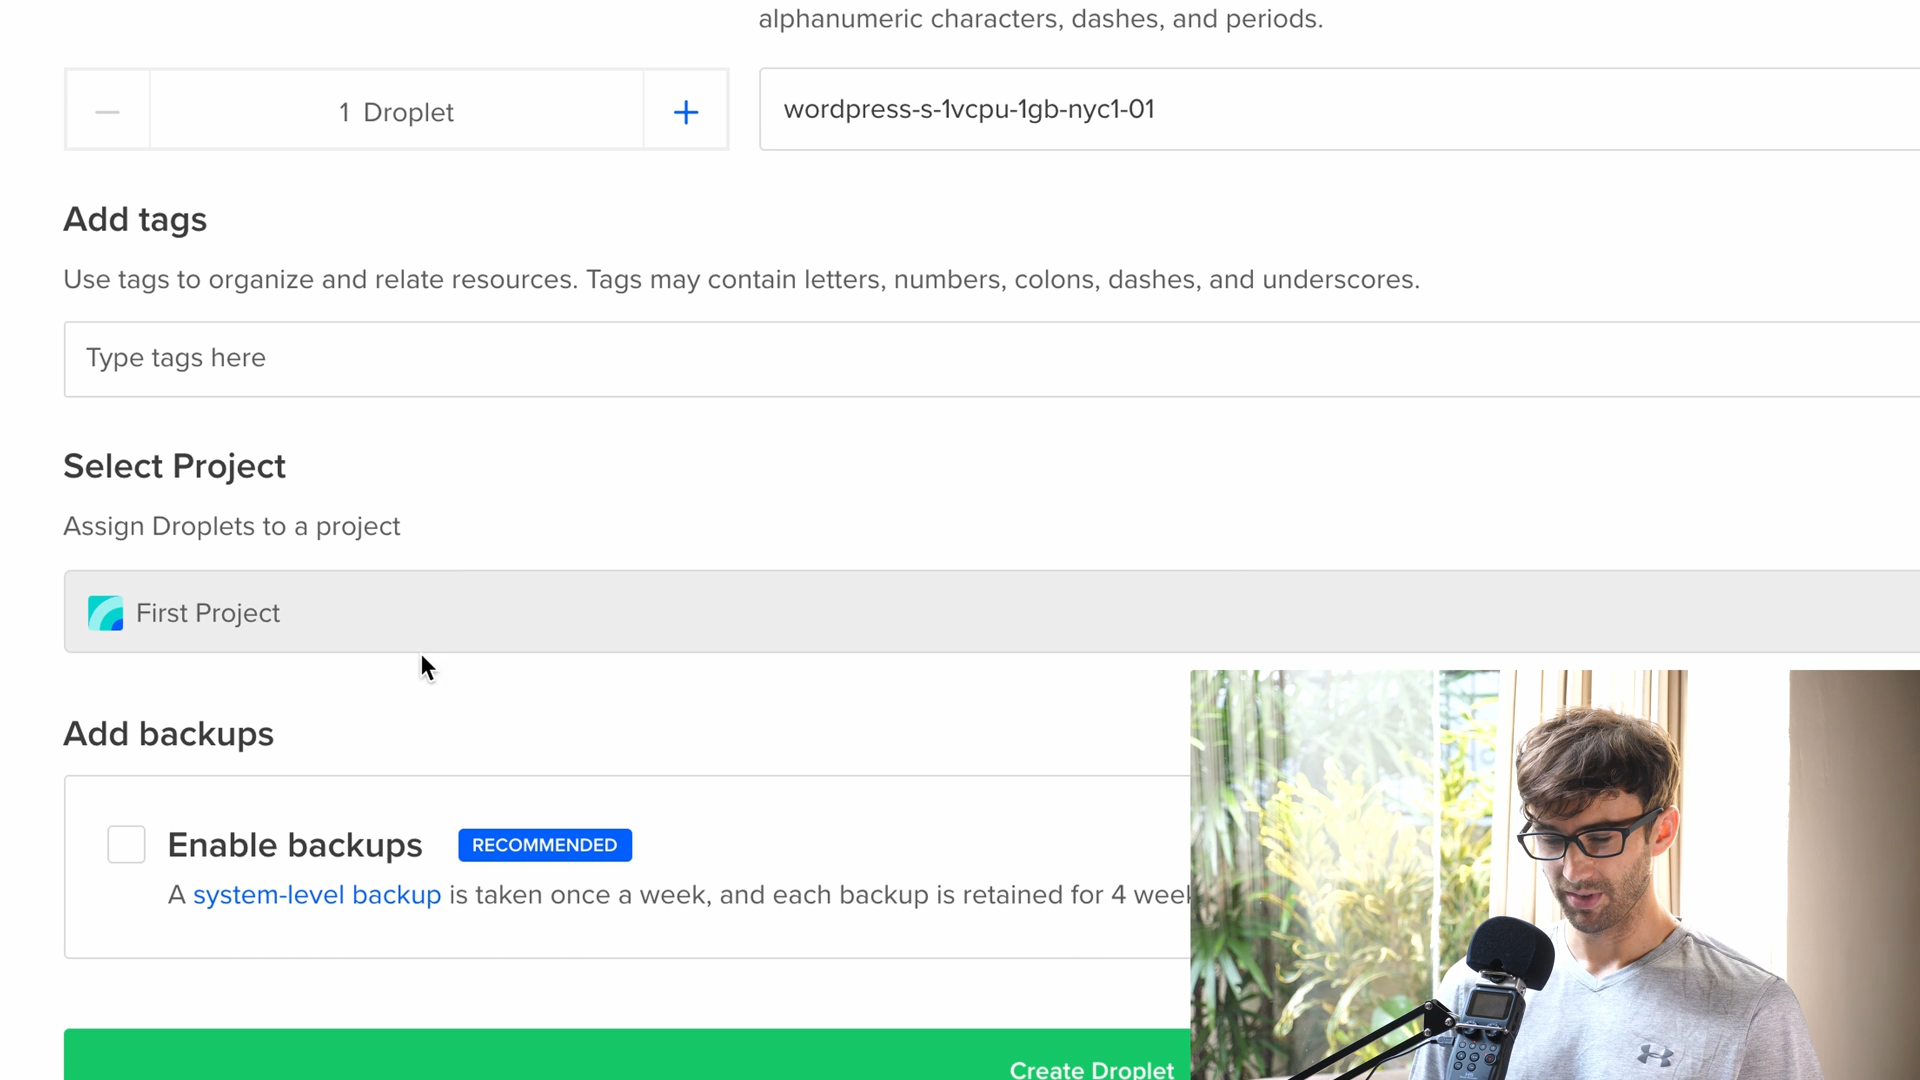 alphanumeric characters, dashes, and periods.
1 Droplet
wordpress-s-1vcpu-1gb-nyc1-01
Add tags
Use tags to organize and relate resources. Tags may contain letters, numbers, colons, dashes, and underscores.
Type tags here
Select Project
Assign Droplets to a project
First Project
Add backups
Enable backups RECOMMENDED
A system-level backup is taken once a week, and each backup is retained for 4
Create Droplet